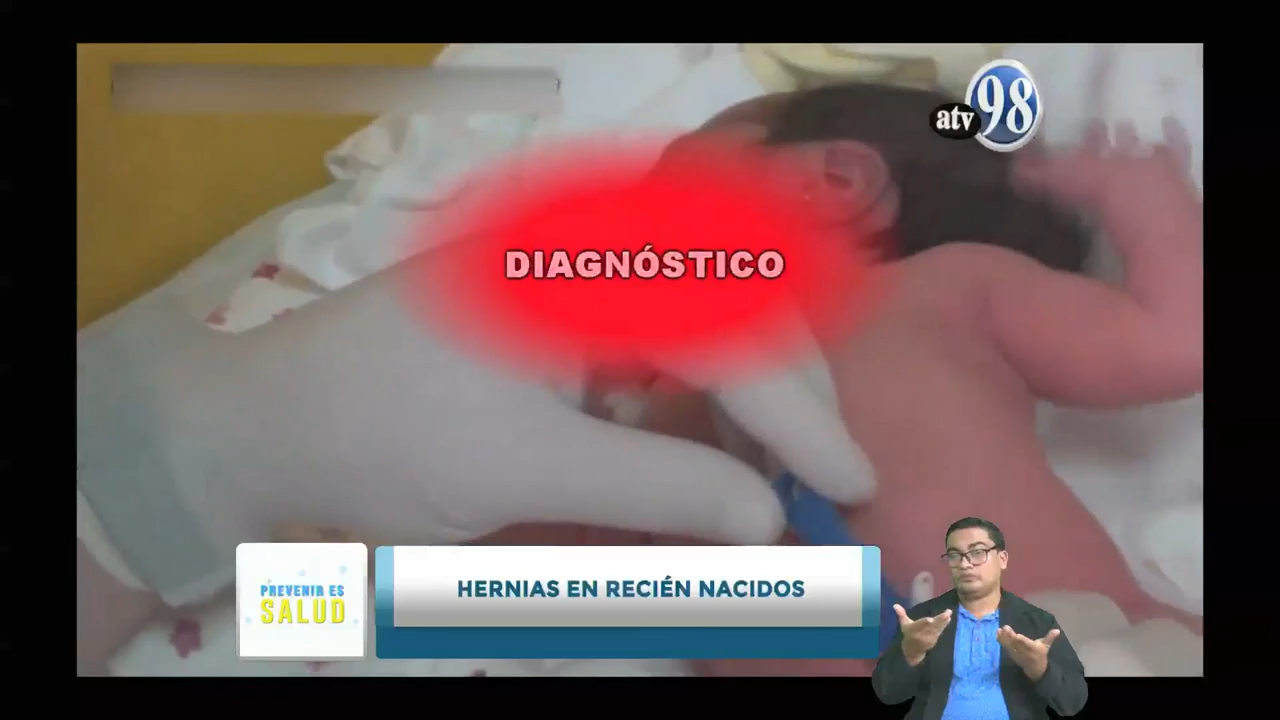 atv 98
DIAGNÓSTICO
PREVENIR ES
SALUD
HERNIAS EN RECIÉN NACIDOS